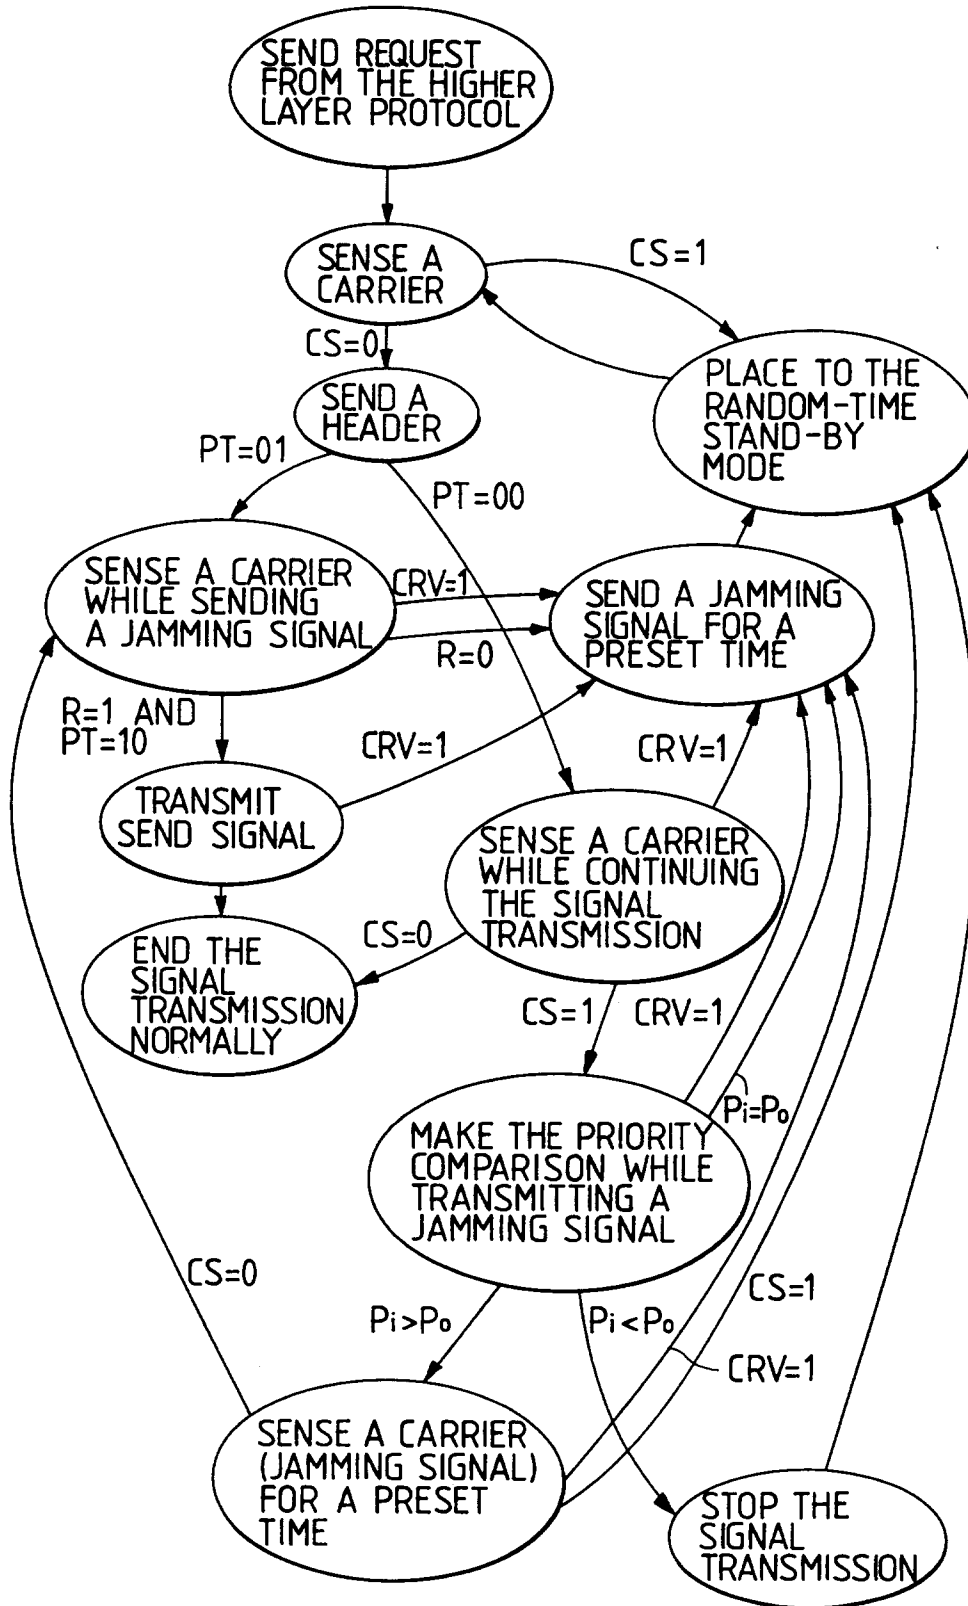 SEND REQUEST
FROM THE HIGHER
LAYER PROTOCOL
SENSE A
CARRIER
CS=1
CS=0
SEND A
HEADER
PLACE TO THE
RANDOM-TIME
STAND-BY
MODE
PT=01
PT=00
SENSE A CARRIER
WHILE SENDING
A JAMMING SIGNAL
CRV=1
R=0
SEND A JAMMING
SIGNAL FOR A
PRESET TIME
R=1 AND
PT=10
CRV=1
CRV=1
TRANSMIT
SEND SIGNAL
SENSE A CARRIER
WHILE CONTINUING
THE SIGNAL
TRANSMISSION
CS=0
END THE
SIGNAL
TRANSMISSION
NORMALLY
CS=1
CRV=1
Pi=Po
MAKE THE PRIORITY
COMPARISON WHILE
TRANSMITTING A
JAMMING SIGNAL
CS=0
CS=1
Pi>Po
Pi<Po
CRV=1
SENSE A CARRIER
(JAMMING SIGNAL)
FOR A PRESET
TIME
STOP THE
SIGNAL
TRANSMISSION